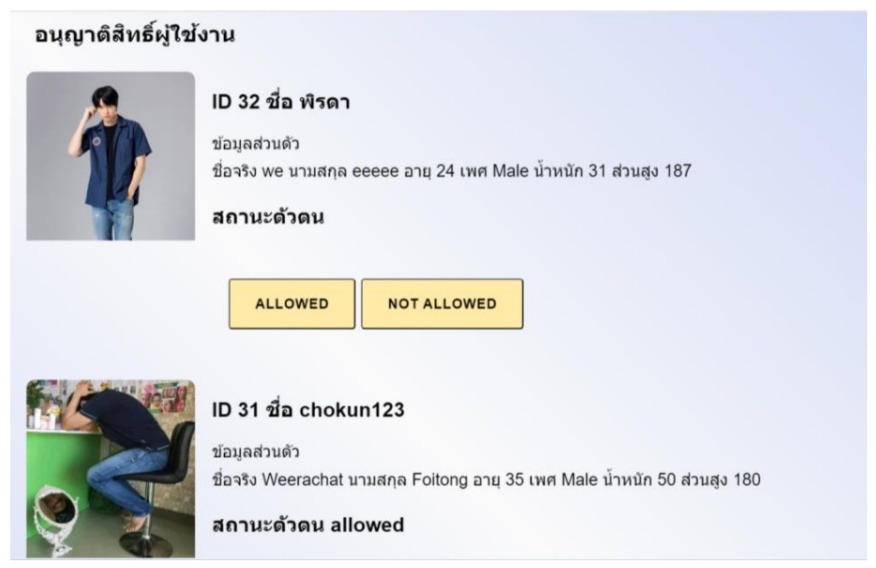 อนุญาติสิทธิ์ผู้ใช้งาน
ID 32 ชื่อ พิรดา
ข้อมูลส่วนตัว
ชื่อจริง we นามสกุล eeeee อายุ 24 เพศ Male น้ำหนัก 31 ส่วนสูง 187
สถานะตัวตน
ALLOWED NOT ALLOWED
ID 31 ชื่อ chokun123
ข้อมูลส่วนตัว
ชื่อจริง Weerachat นามสกุล Foitong อายุ 35 เพศ Male น้ำหนัก 50 ส่วนสูง 180
สถานะตัวตน allowed